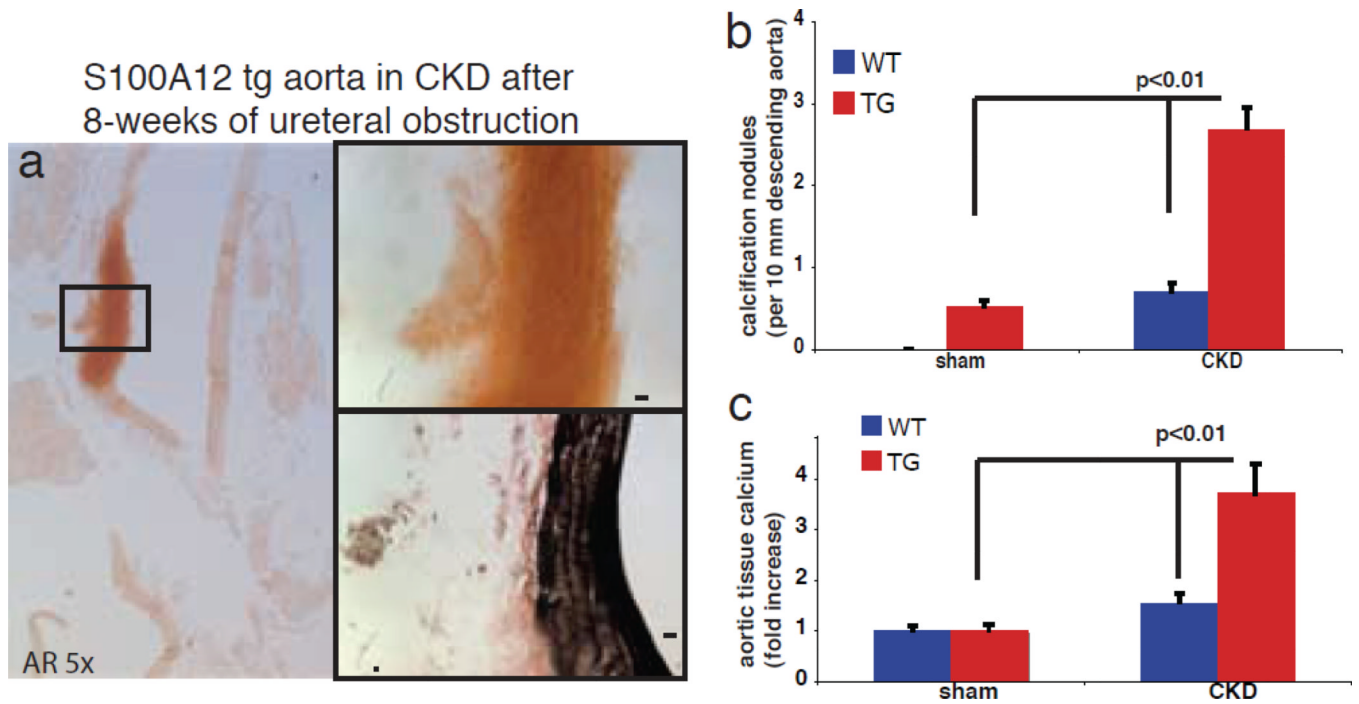 S100A12 tg aorta in CKD after
8-weeks of ureteral obstruction
a
AR 5x
b
calcification nodules
(per 10 mm descending aorta)
4
3
2
1
0
WT
TG
p<0.01
sham
CKD
c
aortic tissue calcium
(fold increase)
4
3
2
1
0
WT
TG
p<0.01
sham
CKD